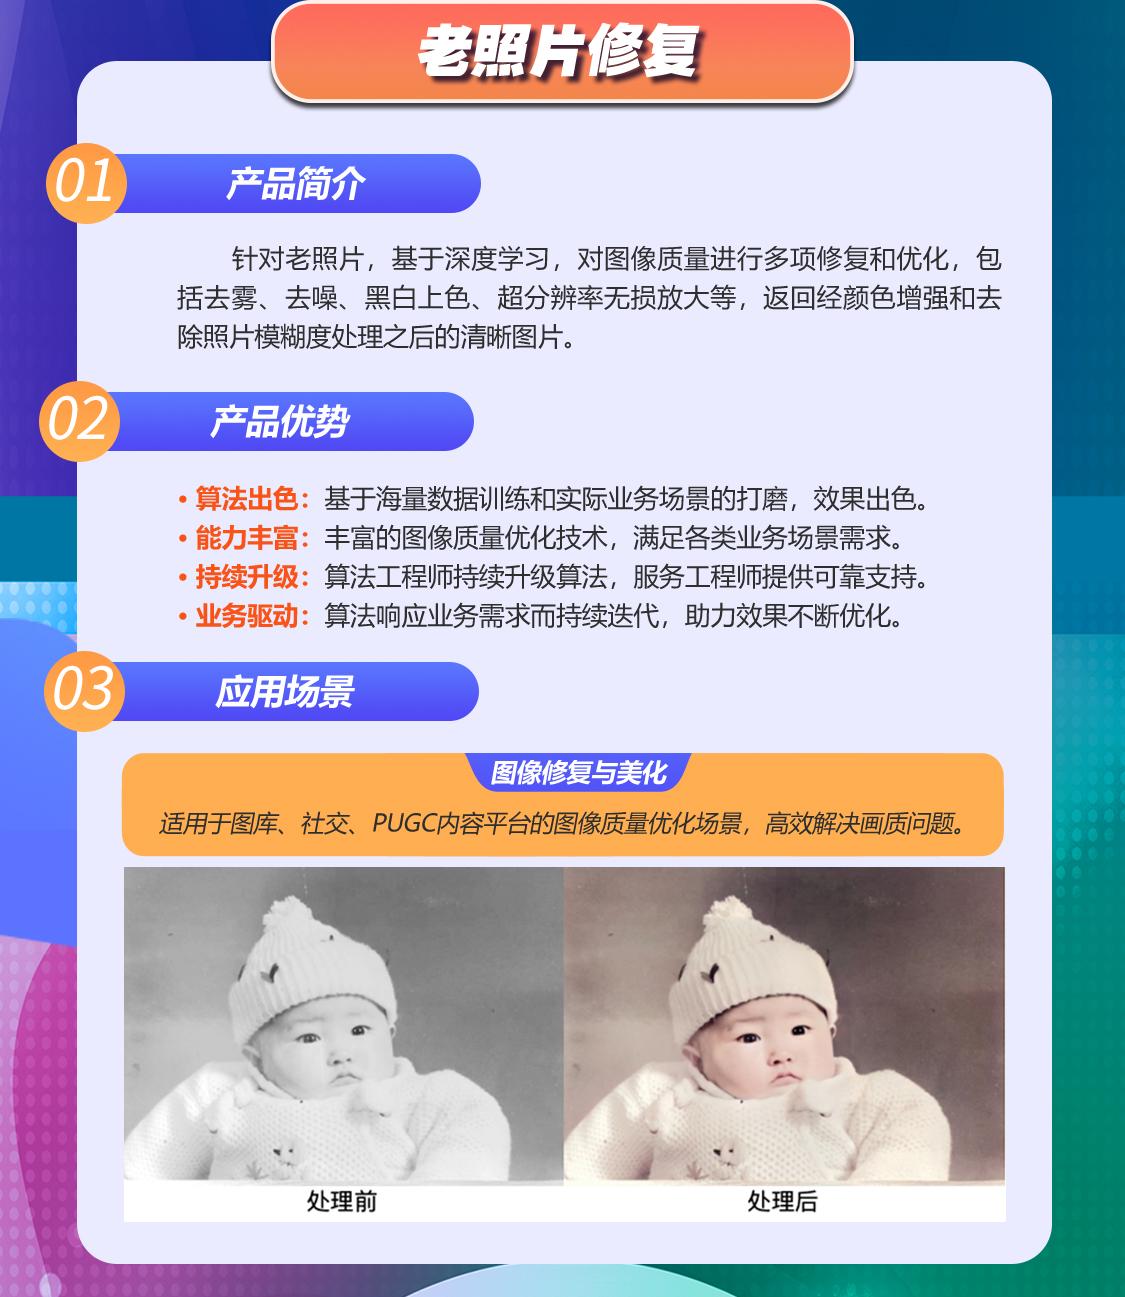 老照片修复
01
产品简介
针对老照片，基于深度学习，对图像质量进行多项修复和优化，包
括去雾、去噪、黑白上色、超分辨率无损放大等，返回经颜色增强和去
除照片模糊度处理之后的清晰图片。
02
产品优势
• 算法出色：基于海量数据训练和实际业务场景的打磨，效果出色。
• 能力丰富：丰富的图像质量优化技术，满足各类业务场景需求。
• 持续升级：算法工程师持续升级算法，服务工程师提供可靠支持。
• 业务驱动：算法响应业务需求而持续迭代，助力效果不断优化。
03
应用场景
图像修复与美化
适用于图库、社交、PUGC内容平台的图像质量优化场景，高效解决画质问题。
处理前
处理后